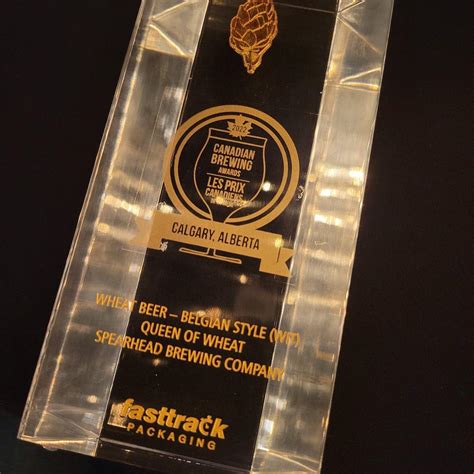 2022
CANADIAN
BREWING
AWARDS
LES PRIX
CANADIENS
CALGARY, ALBERTA
WHEAT BEER – BELGIAN STYLE (WIT)
QUEEN OF WHEAT
SPEARHEAD BREWING COMPANY
fasttrack
PACKAGING